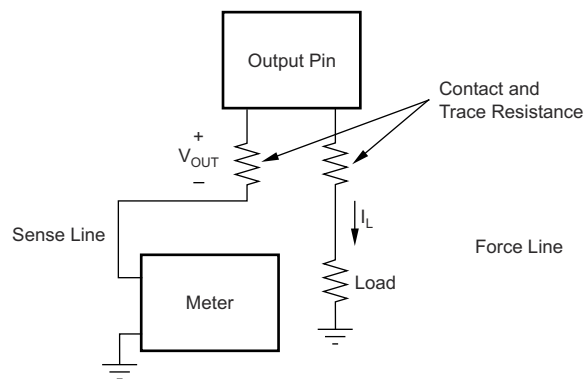 Output Pin
Contact and
Trace Resistance
+
V_OUT
–
I_L
Sense Line
Force Line
Load
Meter